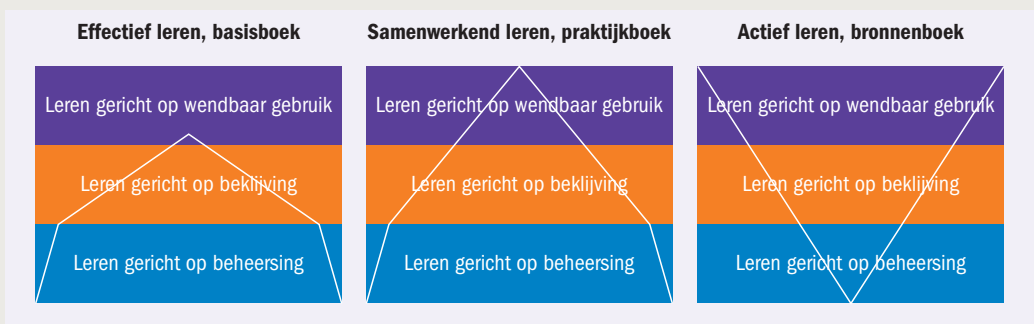 Effectief leren, basisboek
Samenwerkend leren, praktijkboek
Actief leren, bronnenboek
Leren gericht op wendbaar gebruik
Leren gericht op wendbaar gebruik
Leren gericht op wendbaar gebruik
Leren gericht op beklijving
Leren gericht op beklijving
Leren gericht op beklijving
Leren gericht op beheersing
Leren gericht op beheersing
Leren gericht op beheersing